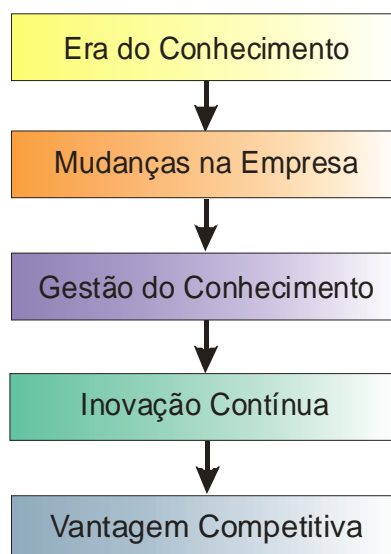 Era do Conhecimento
Mudanças na Empresa
Gestão do Conhecimento
Inovação Contínua
Vantagem Competitiva